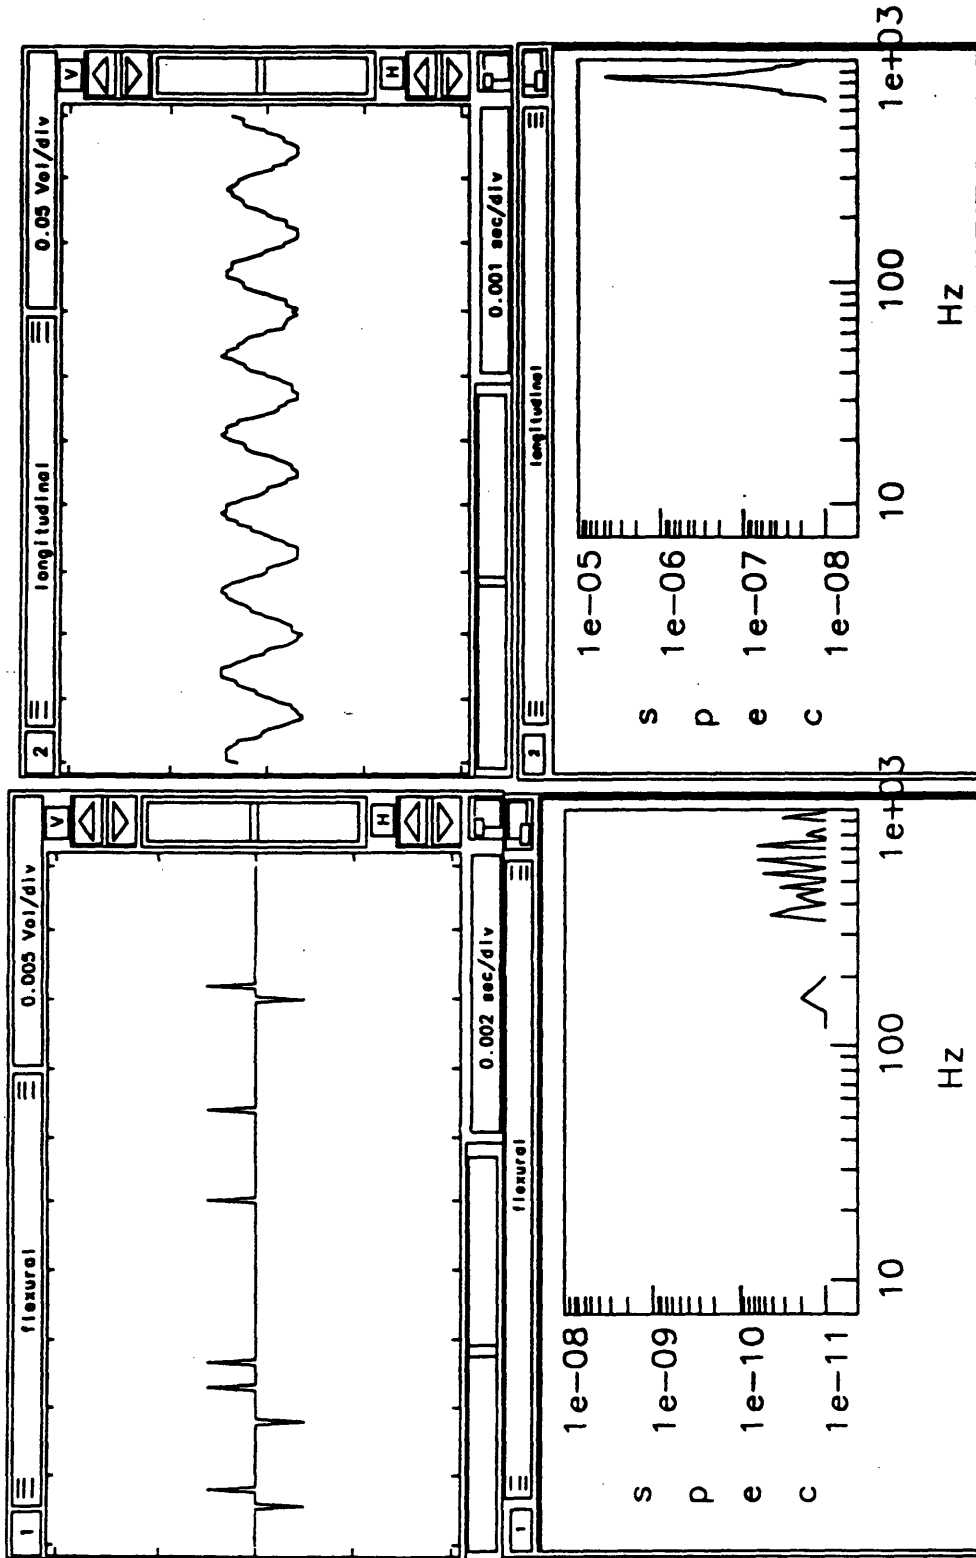 1
flexural
0.005 Vol/div
V
H
0.002 sec/div
1
flexural
1e-08
1e-09
1e-10
1e-11
s
p
e
c
10
100
1e+03
Hz
2
longitudinal
0.05 Vol/div
V
H
0.001 sec/div
2
longitudinal
1e-05
1e-06
1e-07
1e-08
s
p
e
c
10
100
1e+03
Hz